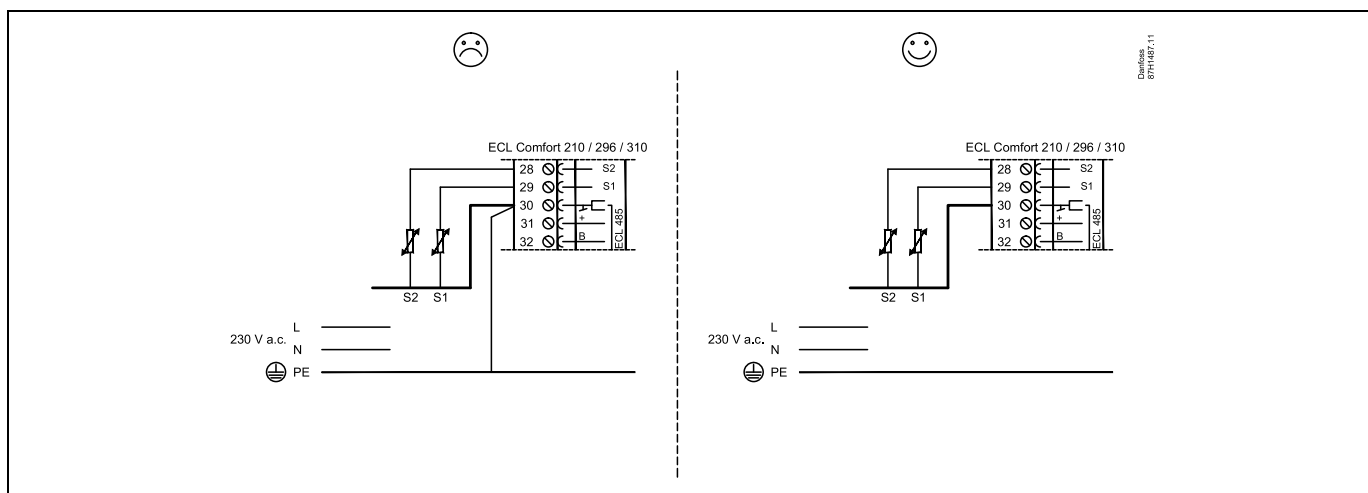 Danfoss
87H1487.11
ECL Comfort 210 / 296 / 310
28 S2
29 S1
30
31 +
32 B
ECL 485
S2 S1
L
230 V a.c.
N
PE
ECL Comfort 210 / 296 / 310
28 S2
29 S1
30
31 +
32 B
ECL 485
S2 S1
L
230 V a.c.
N
PE